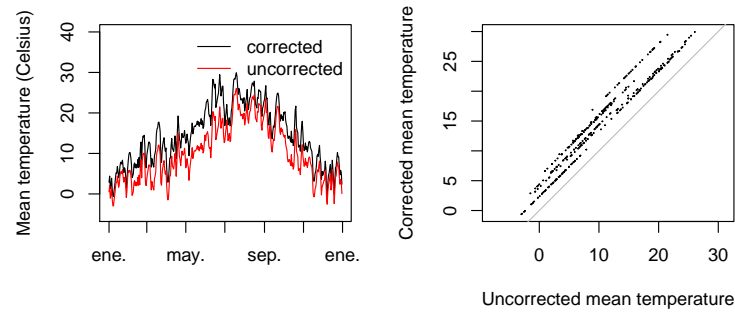 Mean temperature (Celsius)
40
30
20
10
0
corrected
uncorrected
ene.
may.
sep.
ene.
Corrected mean temperature
25
15
5
0
0
10
20
30
Uncorrected mean temperature